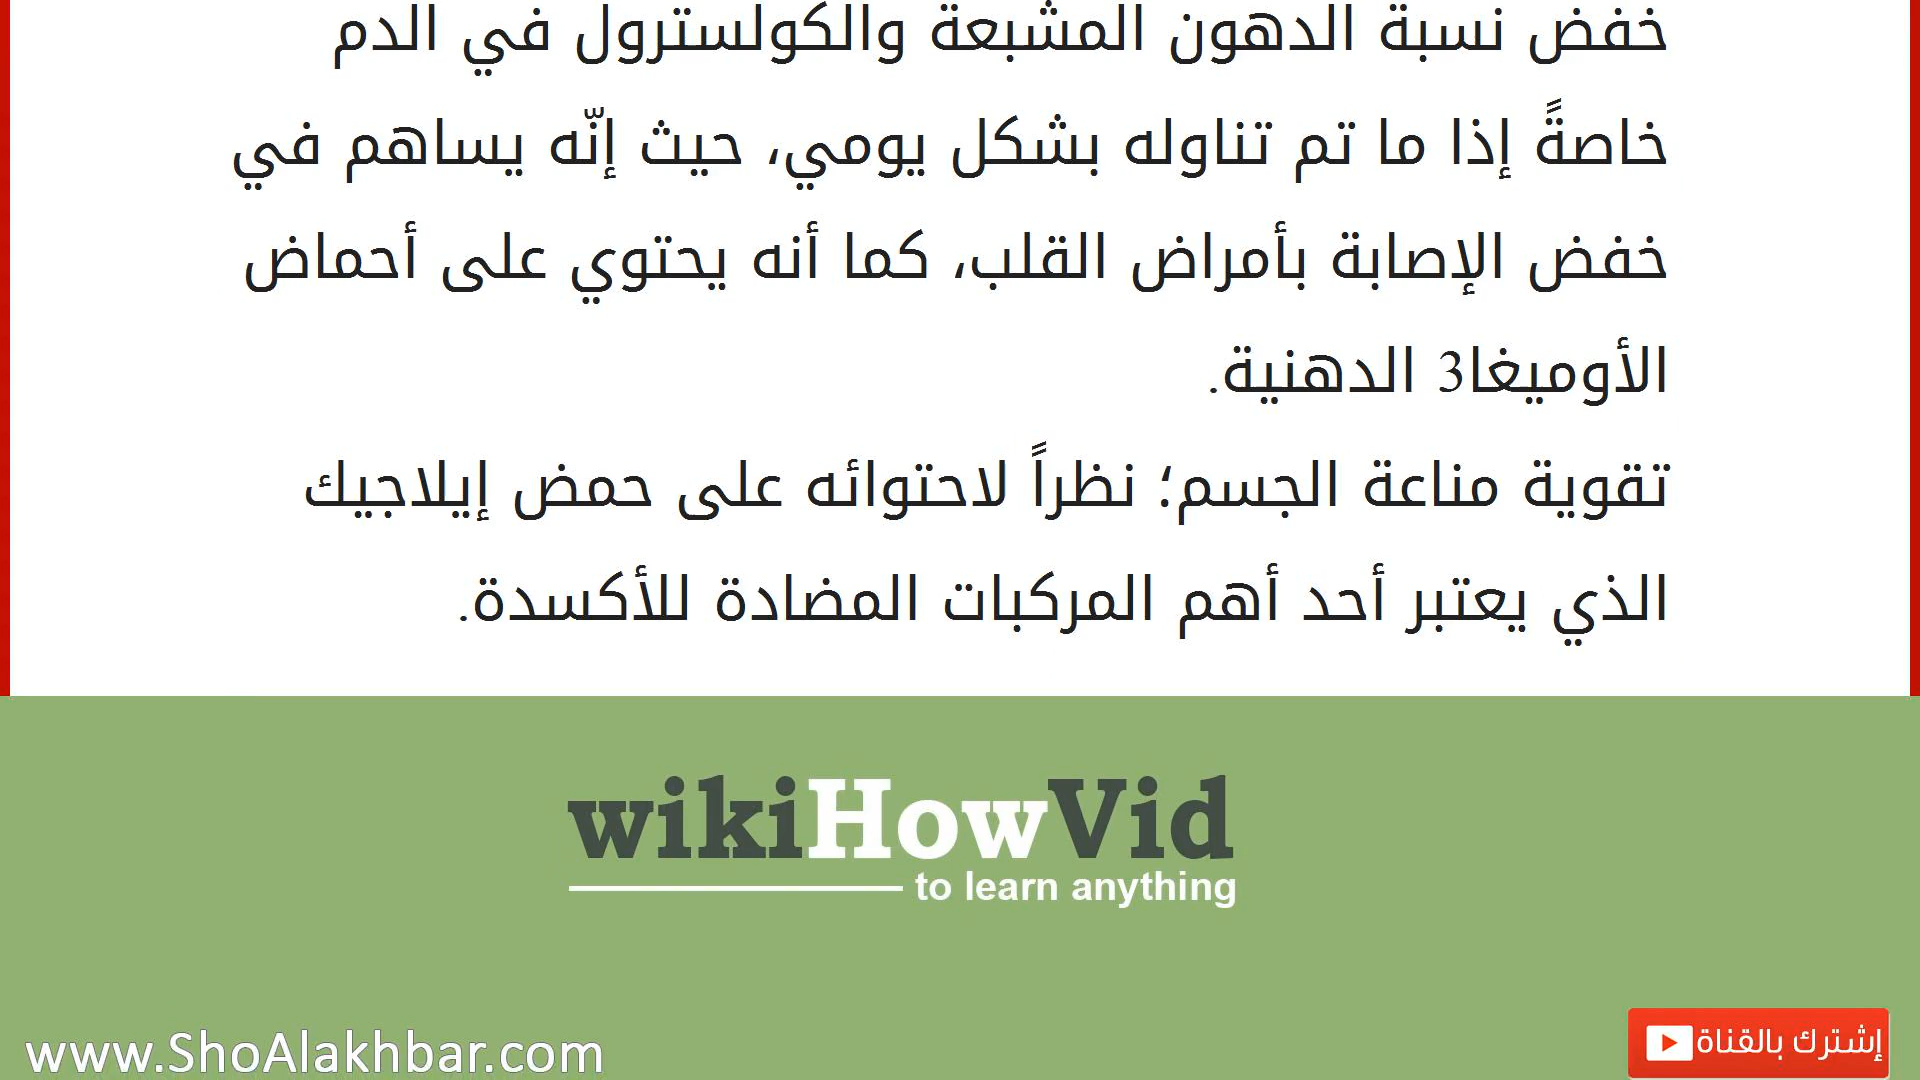 خفض نسبة الدهون المشبعة والكولسترول في الدم
خاصةً إذا ما تم تناوله بشكل يومي، حيث إنّه يساهم في
خفض الإصابة بأمراض القلب، كما أنه يحتوي على أحماض
الأوميغا3 الدهنية.
تقوية مناعة الجسم؛ نظراً لاحتوائه على حمض إيلاجيك
الذي يعتبر أحد أهم المركبات المضادة للأكسدة.
wikiHowVid
to learn anything
www.ShoAlakhbar.com
إشترك بالقناة